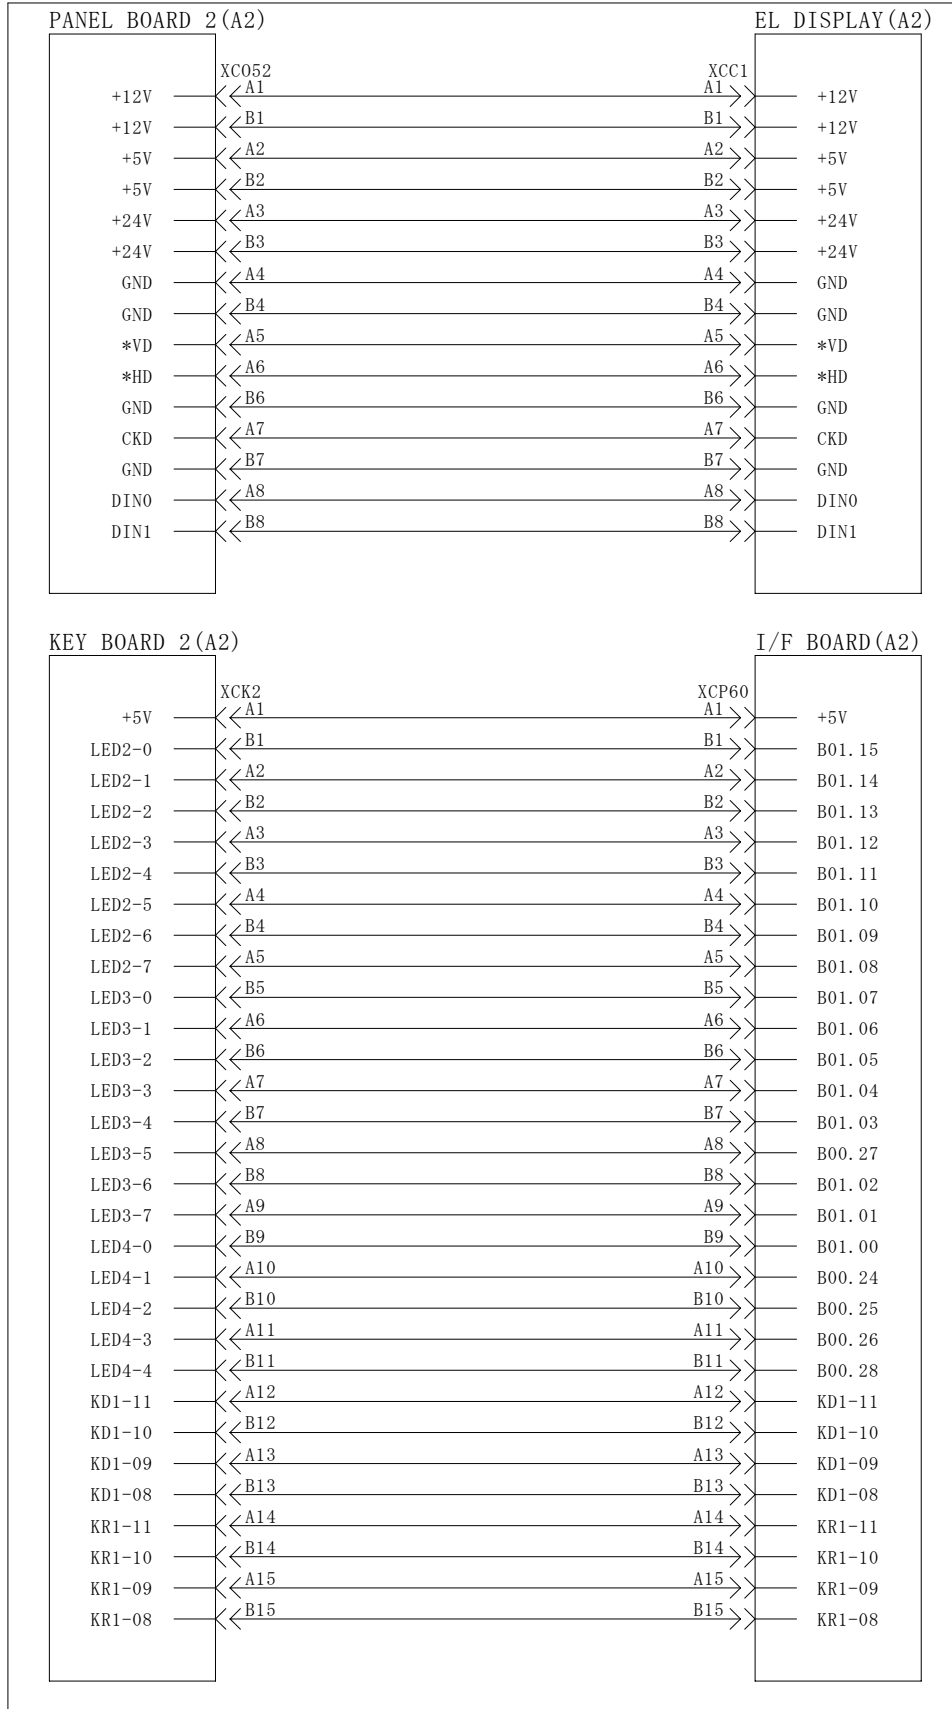 PANEL BOARD 2(A2) EL DISPLAY(A2)
XCO52 XCC1
+12V A1 A1 +12V
+12V B1 B1 +12V
+5V A2 A2 +5V
+5V B2 B2 +5V
+24V A3 A3 +24V
+24V B3 B3 +24V
GND A4 A4 GND
GND B4 B4 GND
*VD A5 A5 *VD
*HD A6 A6 *HD
GND B6 B6 GND
CKD A7 A7 CKD
GND B7 B7 GND
DIN0 A8 A8 DIN0
DIN1 B8 B8 DIN1
KEY BOARD 2(A2) I/F BOARD(A2)
XCK2 XCP60
+5V A1 A1 +5V
LED2-0 B1 B1 B01.15
LED2-1 A2 A2 B01.14
LED2-2 B2 B2 B01.13
LED2-3 A3 A3 B01.12
LED2-4 B3 B3 B01.11
LED2-5 A4 A4 B01.10
LED2-6 B4 B4 B01.09
LED2-7 A5 A5 B01.08
LED3-0 B5 B5 B01.07
LED3-1 A6 A6 B01.06
LED3-2 B6 B6 B01.05
LED3-3 A7 A7 B01.04
LED3-4 B7 B7 B01.03
LED3-5 A8 A8 B00.27
LED3-6 B8 B8 B01.02
LED3-7 A9 A9 B01.01
LED4-0 B9 B9 B01.00
LED4-1 A10 A10 B00.24
LED4-2 B10 B10 B00.25
LED4-3 A11 A11 B00.26
LED4-4 B11 B11 B00.28
KD1-11 A12 A12 KD1-11
KD1-10 B12 B12 KD1-10
KD1-09 A13 A13 KD1-09
KD1-08 B13 B13 KD1-08
KR1-11 A14 A14 KR1-11
KR1-10 B14 B14 KR1-10
KR1-09 A15 A15 KR1-09
KR1-08 B15 B15 KR1-08